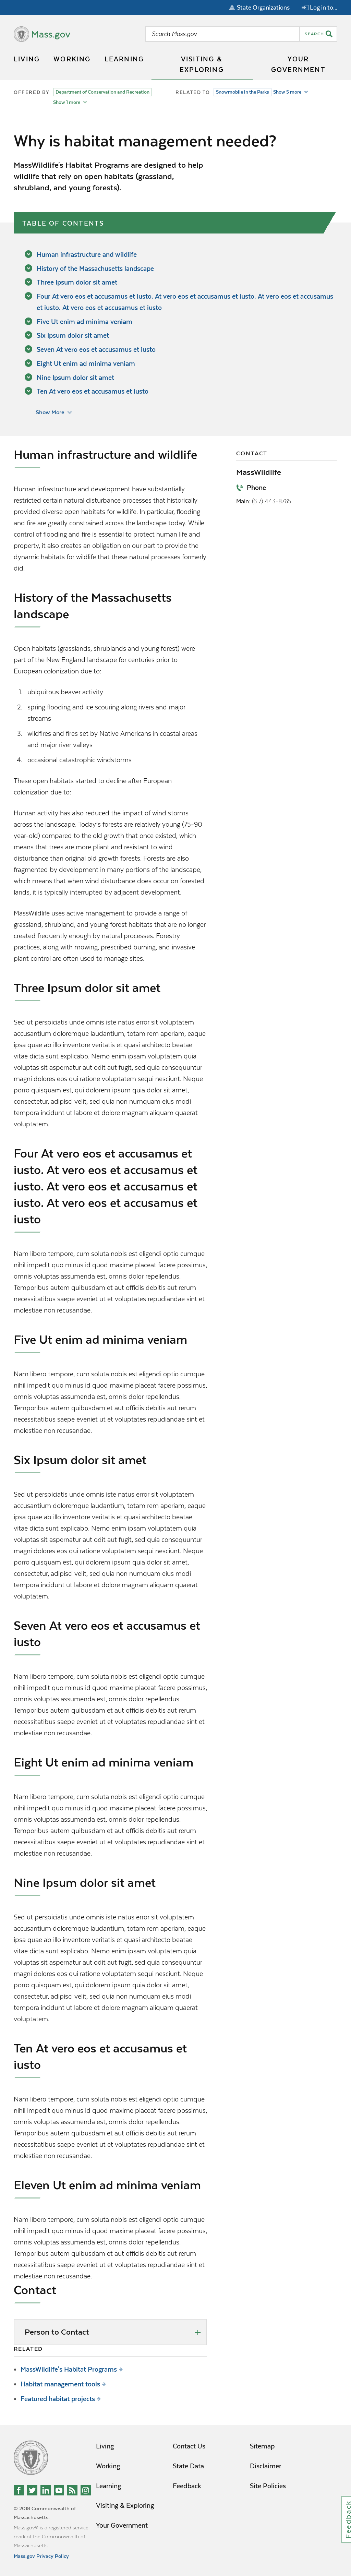 State Organizations
Log in to...
Mass.gov
Search Mass.gov
SEARCH
LIVING
WORKING
LEARNING
VISITING &
EXPLORING
YOUR
GOVERNMENT
OFFERED BY
Department of Conservation and Recreation
Show 1 more
RELATED TO
Snowmobile in the Parks
Show 5 more
Why is habitat management needed?
MassWildlife's Habitat Programs are designed to help
wildlife that rely on open habitats (grassland,
shrubland, and young forests).
TABLE OF CONTENTS
Human infrastructure and wildlife
History of the Massachusetts landscape
Three Ipsum dolor sit amet
Four At vero eos et accusamus et iusto. At vero eos et accusamus et iusto. At vero eos et accusamus
et iusto. At vero eos et accusamus et iusto
Five Ut enim ad minima veniam
Six Ipsum dolor sit amet
Seven At vero eos et accusamus et iusto
Eight Ut enim ad minima veniam
Nine Ipsum dolor sit amet
Ten At vero eos et accusamus et iusto
Show More
Human infrastructure and wildlife
Human infrastructure and development have substantially
restricted certain natural disturbance processes that historically
provided diverse open habitats for wildlife. In particular, flooding
and fire are greatly constrained across the landscape today. While
control of flooding and fire is essential to protect human life and
property, it also creates an obligation on our part to provide the
dynamic habitats for wildlife that these natural processes formerly
did.
CONTACT
MassWildlife
Phone
Main: (617) 443-8765
History of the Massachusetts
landscape
Open habitats (grasslands, shrublands and young forest) were
part of the New England landscape for centuries prior to
European colonization due to:
1. ubiquitous beaver activity
2. spring flooding and ice scouring along rivers and major
streams
3. wildfires and fires set by Native Americans in coastal areas
and major river valleys
4. occasional catastrophic windstorms
These open habitats started to decline after European
colonization due to:
Human activity has also reduced the impact of wind storms
across the landscape. Today's forests are relatively young (75-90
year-old) compared to the old growth that once existed, which
means that trees are more pliant and resistant to wind
disturbance than original old growth forests. Forests are also
fragmented by development in many portions of the landscape,
which means that when wind disturbance does occur on forested
lands, it is typically interrupted by adjacent development.
MassWildlife uses active management to provide a range of
grassland, shrubland, and young forest habitats that are no longer
created frequently enough by natural processes. Forestry
practices, along with mowing, prescribed burning, and invasive
plant control are often used to manage sites.
Three Ipsum dolor sit amet
Sed ut perspiciatis unde omnis iste natus error sit voluptatem
accusantium doloremque laudantium, totam rem aperiam, eaque
ipsa quae ab illo inventore veritatis et quasi architecto beatae
vitae dicta sunt explicabo. Nemo enim ipsam voluptatem quia
voluptas sit aspernatur aut odit aut fugit, sed quia consequuntur
magni dolores eos qui ratione voluptatem sequi nesciunt. Neque
porro quisquam est, qui dolorem ipsum quia dolor sit amet,
consectetur, adipisci velit, sed quia non numquam eius modi
tempora incidunt ut labore et dolore magnam aliquam quaerat
voluptatem.
Four At vero eos et accusamus et
iusto. At vero eos et accusamus et
iusto. At vero eos et accusamus et
iusto. At vero eos et accusamus et
iusto
Nam libero tempore, cum soluta nobis est eligendi optio cumque
nihil impedit quo minus id quod maxime placeat facere possimus,
omnis voluptas assumenda est, omnis dolor repellendus.
Temporibus autem quibusdam et aut officiis debitis aut rerum
necessitatibus saepe eveniet ut et voluptates repudiandae sint et
molestiae non recusandae.
Five Ut enim ad minima veniam
Nam libero tempore, cum soluta nobis est eligendi optio cumque
nihil impedit quo minus id quod maxime placeat facere possimus,
omnis voluptas assumenda est, omnis dolor repellendus.
Temporibus autem quibusdam et aut officiis debitis aut rerum
necessitatibus saepe eveniet ut et voluptates repudiandae sint et
molestiae non recusandae.
Six Ipsum dolor sit amet
Sed ut perspiciatis unde omnis iste natus error sit voluptatem
accusantium doloremque laudantium, totam rem aperiam, eaque
ipsa quae ab illo inventore veritatis et quasi architecto beatae
vitae dicta sunt explicabo. Nemo enim ipsam voluptatem quia
voluptas sit aspernatur aut odit aut fugit, sed quia consequuntur
magni dolores eos qui ratione voluptatem sequi nesciunt. Neque
porro quisquam est, qui dolorem ipsum quia dolor sit amet,
consectetur, adipisci velit, sed quia non numquam eius modi
tempora incidunt ut labore et dolore magnam aliquam quaerat
voluptatem.
Seven At vero eos et accusamus et
iusto
Nam libero tempore, cum soluta nobis est eligendi optio cumque
nihil impedit quo minus id quod maxime placeat facere possimus,
omnis voluptas assumenda est, omnis dolor repellendus.
Temporibus autem quibusdam et aut officiis debitis aut rerum
necessitatibus saepe eveniet ut et voluptates repudiandae sint et
molestiae non recusandae.
Eight Ut enim ad minima veniam
Nam libero tempore, cum soluta nobis est eligendi optio cumque
nihil impedit quo minus id quod maxime placeat facere possimus,
omnis voluptas assumenda est, omnis dolor repellendus.
Temporibus autem quibusdam et aut officiis debitis aut rerum
necessitatibus saepe eveniet ut et voluptates repudiandae sint et
molestiae non recusandae.
Nine Ipsum dolor sit amet
Sed ut perspiciatis unde omnis iste natus error sit voluptatem
accusantium doloremque laudantium, totam rem aperiam, eaque
ipsa quae ab illo inventore veritatis et quasi architecto beatae
vitae dicta sunt explicabo. Nemo enim ipsam voluptatem quia
voluptas sit aspernatur aut odit aut fugit, sed quia consequuntur
magni dolores eos qui ratione voluptatem sequi nesciunt. Neque
porro quisquam est, qui dolorem ipsum quia dolor sit amet,
consectetur, adipisci velit, sed quia non numquam eius modi
tempora incidunt ut labore et dolore magnam aliquam quaerat
voluptatem.
Ten At vero eos et accusamus et
iusto
Nam libero tempore, cum soluta nobis est eligendi optio cumque
nihil impedit quo minus id quod maxime placeat facere possimus,
omnis voluptas assumenda est, omnis dolor repellendus.
Temporibus autem quibusdam et aut officiis debitis aut rerum
necessitatibus saepe eveniet ut et voluptates repudiandae sint et
molestiae non recusandae.
Eleven Ut enim ad minima veniam
Nam libero tempore, cum soluta nobis est eligendi optio cumque
nihil impedit quo minus id quod maxime placeat facere possimus,
omnis voluptas assumenda est, omnis dolor repellendus.
Temporibus autem quibusdam et aut officiis debitis aut rerum
necessitatibus saepe eveniet ut et voluptates repudiandae sint et
molestiae non recusandae.
Contact
Person to Contact
RELATED
MassWildlife's Habitat Programs
Habitat management tools
Featured habitat projects
Living
Working
Learning
Visiting & Exploring
Your Government
Contact Us
State Data
Feedback
Sitemap
Disclaimer
Site Policies
© 2018 Commonwealth of
Massachusetts.
Mass.gov® is a registered service
mark of the Commonwealth of
Massachusetts.
Mass.gov Privacy Policy
Feedback